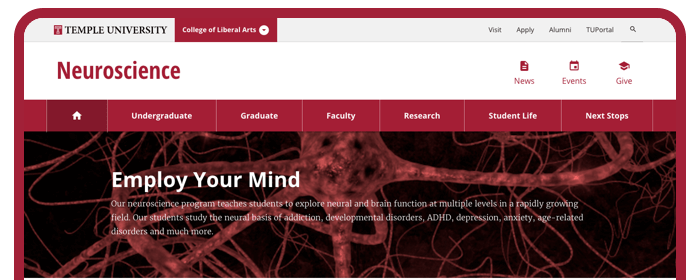 TEMPLE UNIVERSITY College of Liberal Arts Visit Apply Alumni TUPortal
Neuroscience
News Events Give
Undergraduate Graduate Faculty Research Student Life Next Stops
Employ Your Mind
Our neuroscience program teaches students to explore neural and brain function at multiple levels in a rapidly growing
field. Our students study the neural basis of addiction, developmental disorders, ADHD, depression, anxiety, age-related
disorders and much more.